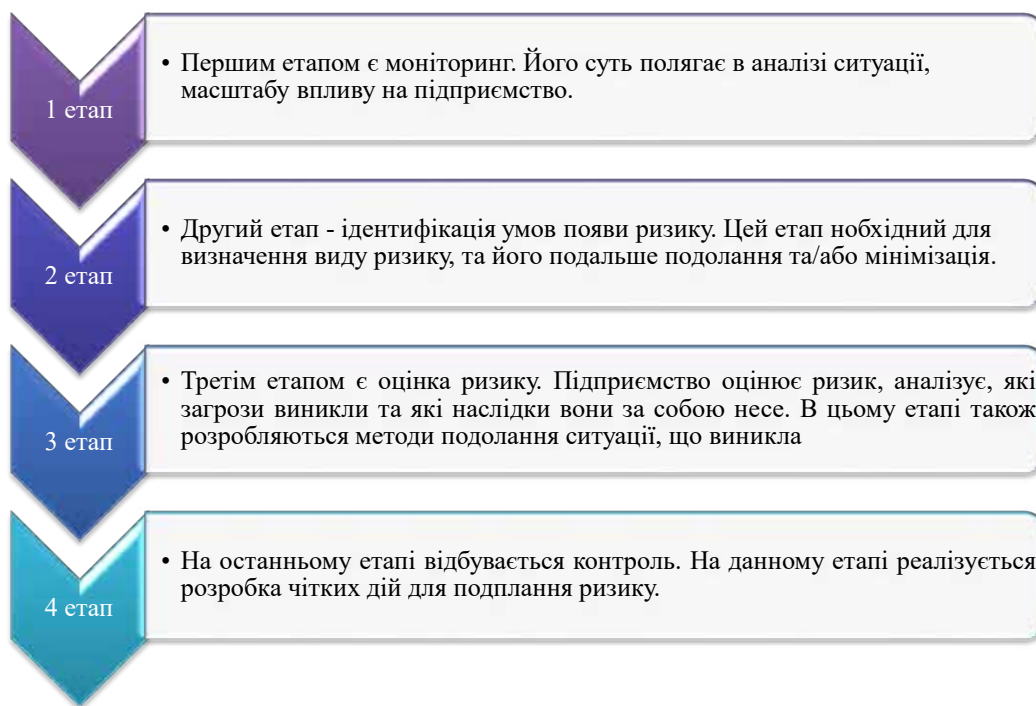 1 етап
• Першим етапом є моніторинг. Його суть полягає в аналізі ситуації,
масштабу впливу на підприємство.
2 етап
• Другий етап - ідентифікація умов появи ризику. Цей етап нобхідний для
визначення виду ризику, та його подальше подолання та/або мінімізація.
3 етап
• Третім етапом є оцінка ризику. Підприємство оцінює ризик, аналізує, які
загрози виникли та які наслідки вони за собою несе. В цьому етапі також
розробляються методи подолання ситуації, що виникла
4 етап
• На останньому етапі відбувається контроль. На данному етапі реалізується
розробка чітких дій для подплання ризику.